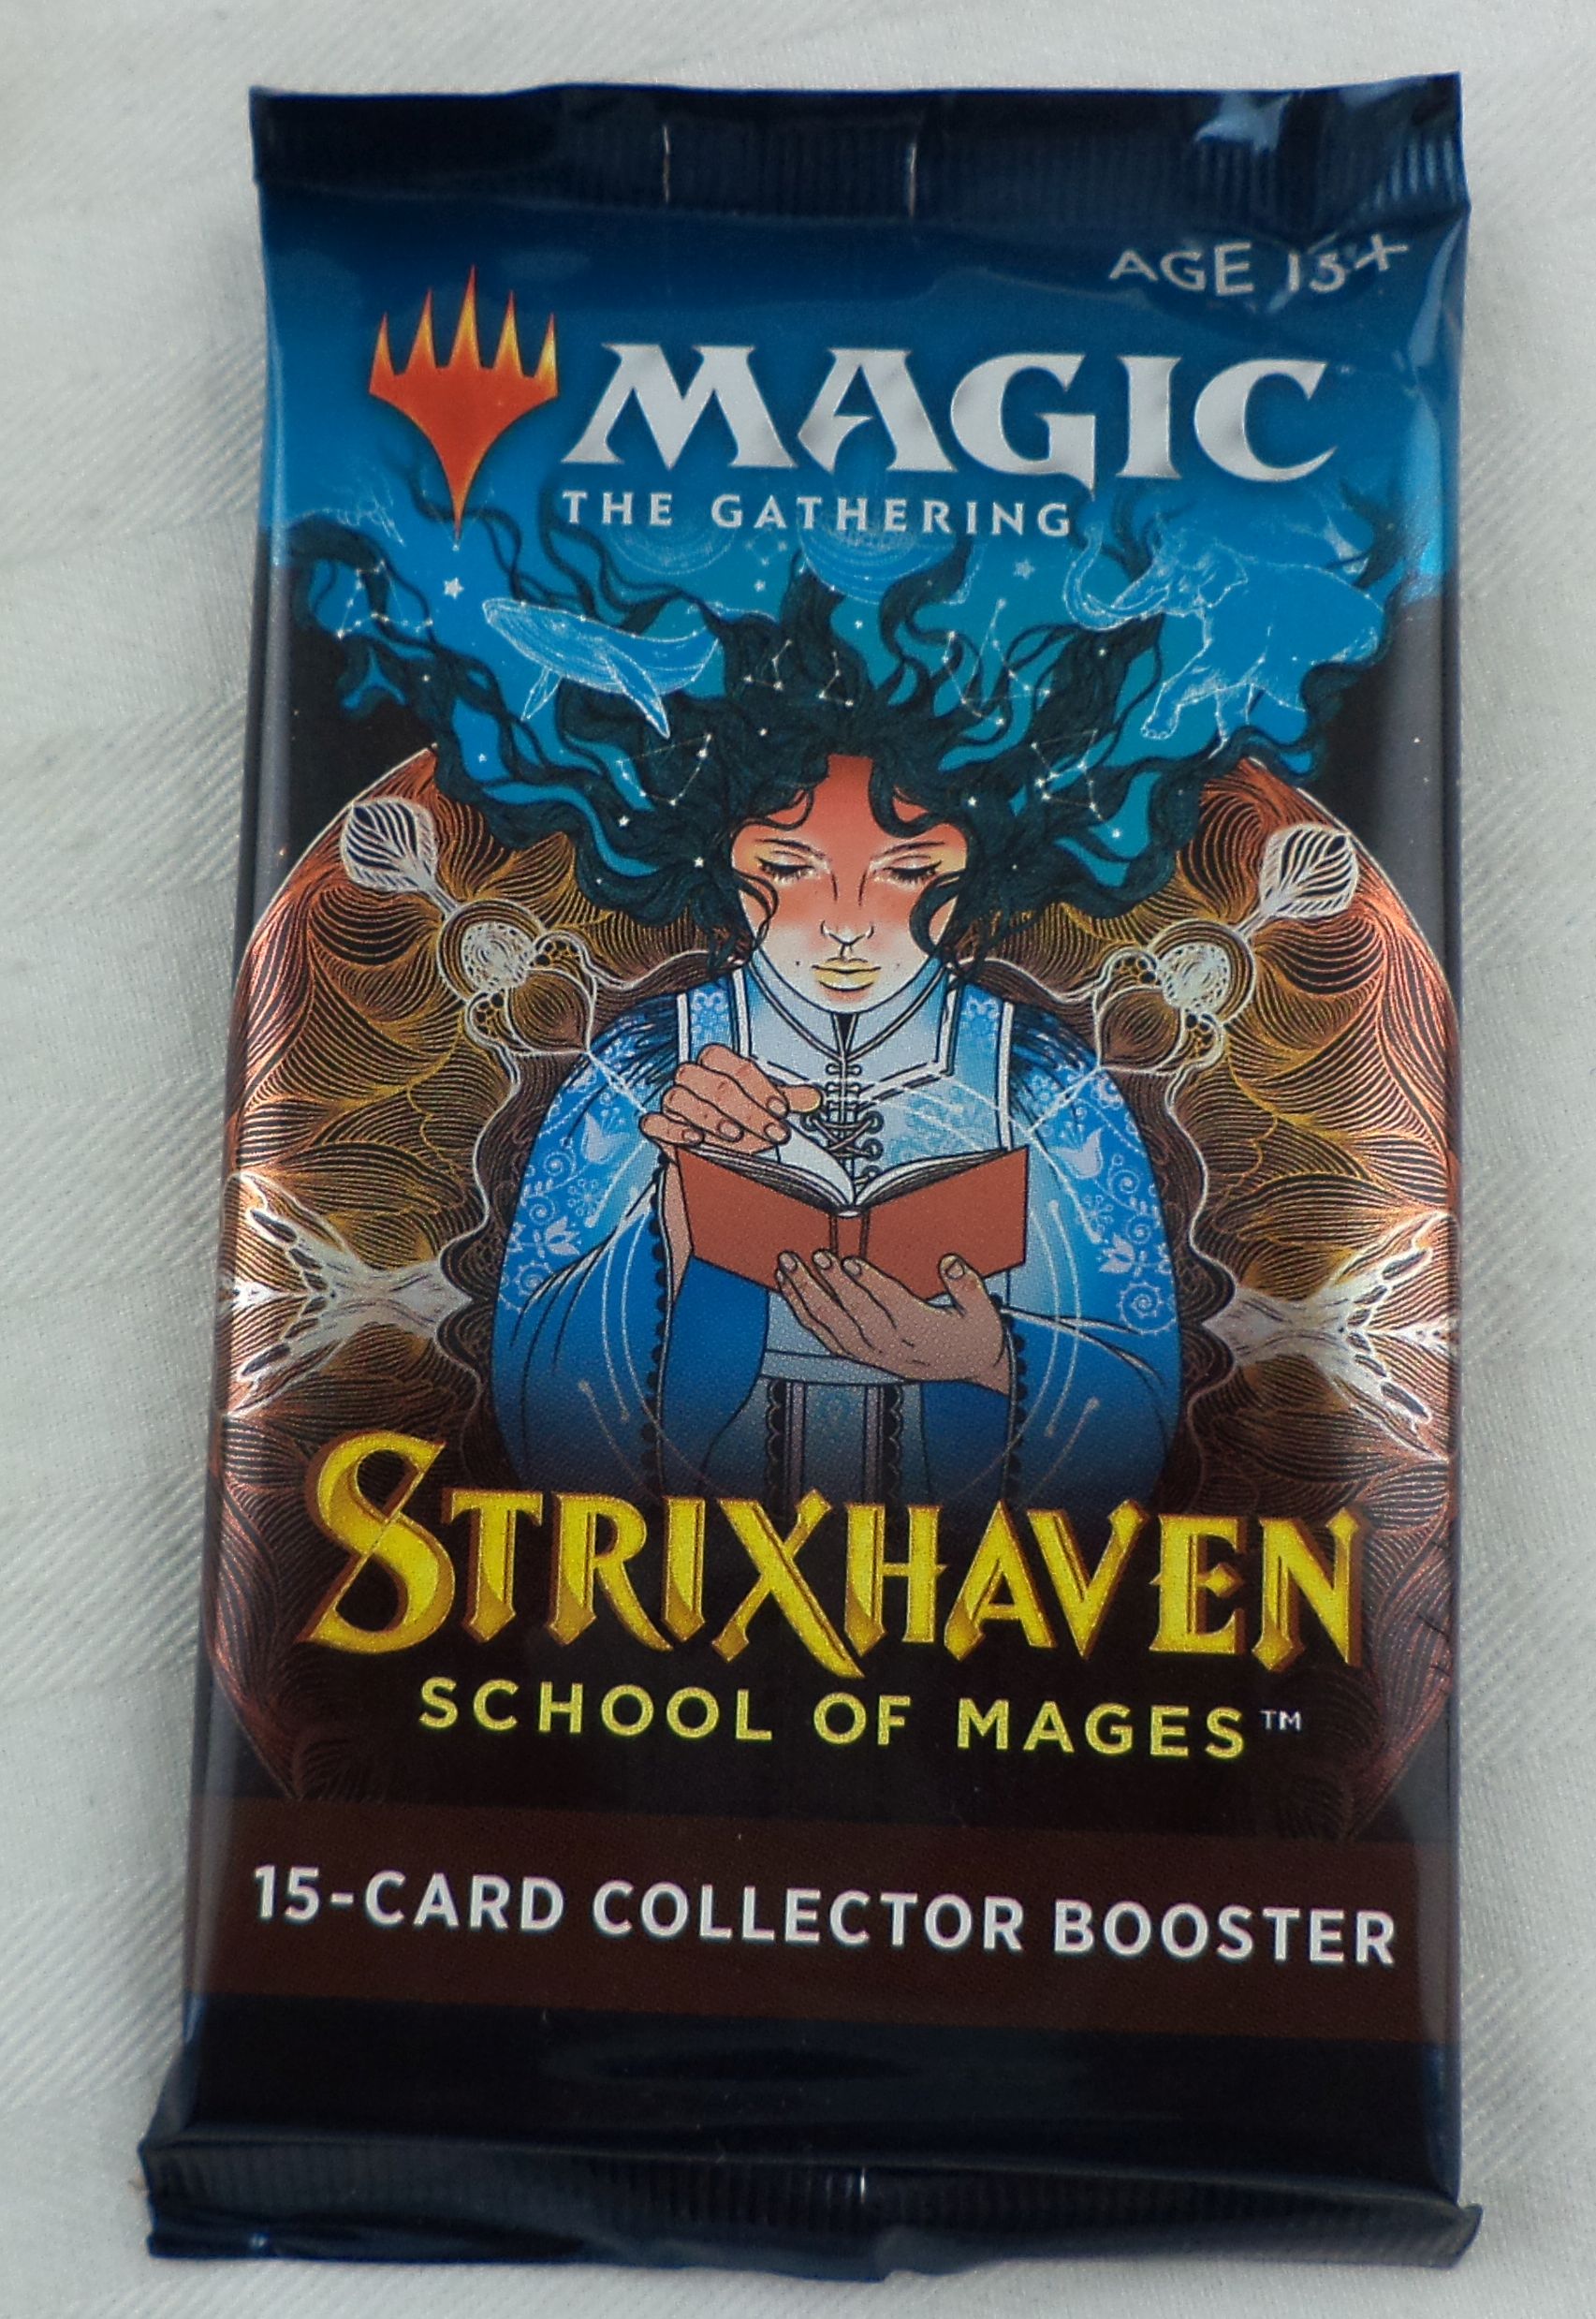 AGE 13+
MAGIC
THE GATHERING
STRIXHAVEN
SCHOOL OF MAGES™
15-CARD COLLECTOR BOOSTER